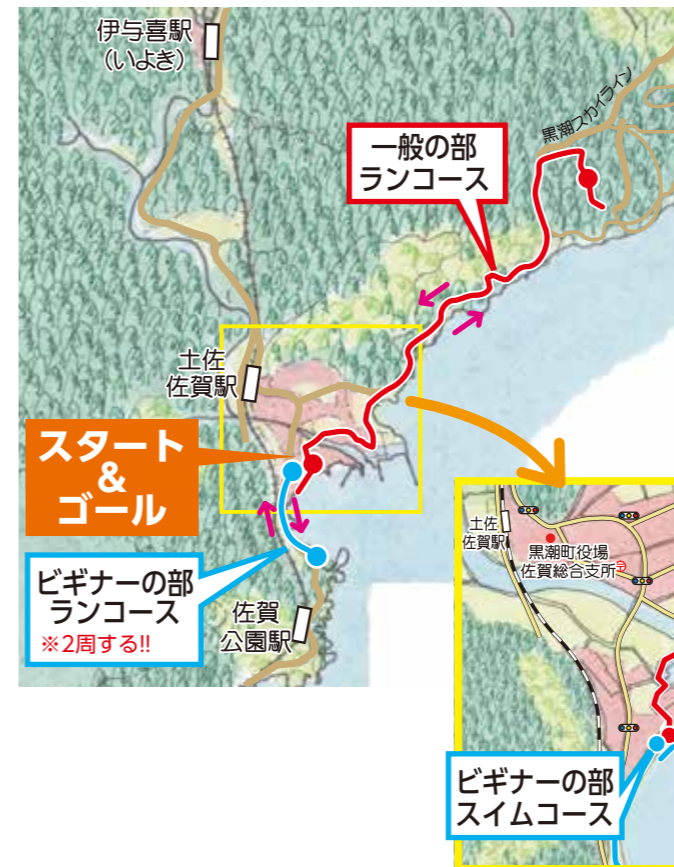 伊与喜駅
(いよき)
黒潮スカイライン
一般の部
ランコース
土佐
佐賀駅
スタート
&
ゴール
ビギナーの部
ランコース
※2周する!!
佐賀
公園駅
土佐
佐賀駅
黒潮町役場
佐賀総合支所
ビギナーの部
スイムコース